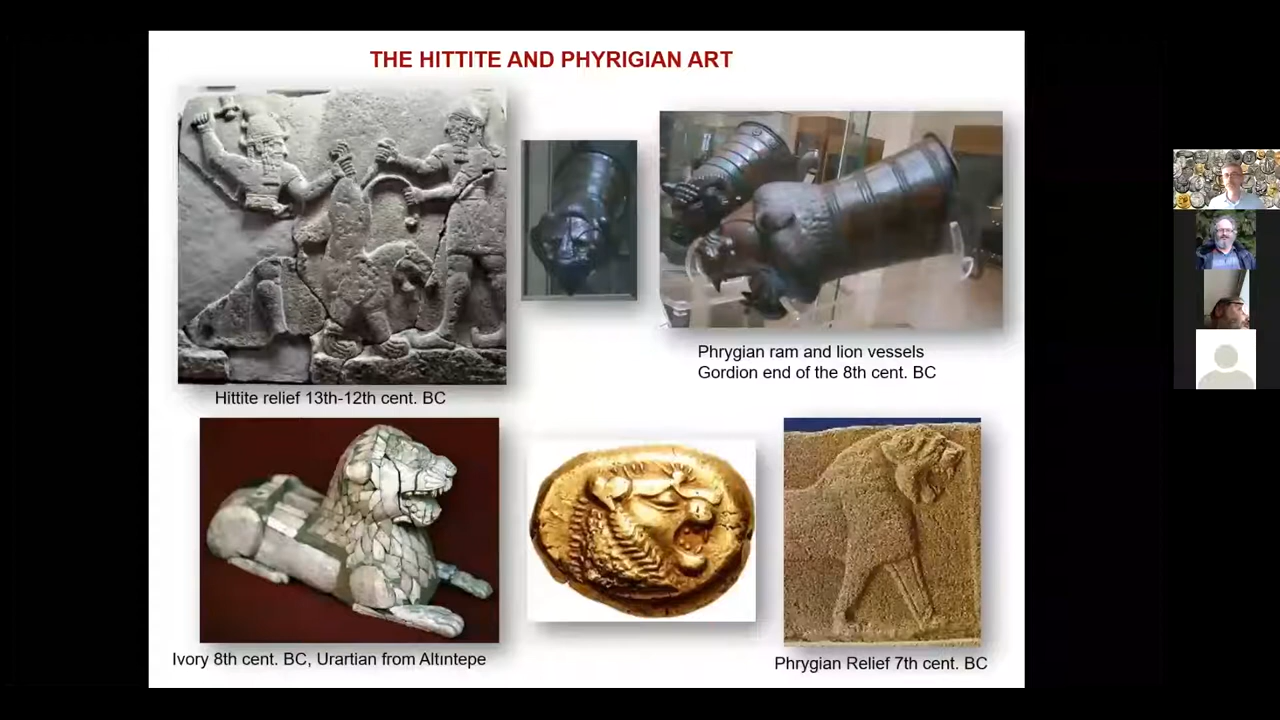 THE HITTITE AND PHYRIGIAN ART
Phrygian ram and lion vessels
Gordion end of the 8th cent. BC
Hittite relief 13th-12th cent. BC
Ivory 8th cent. BC, Urartian from Altıntepe
Phrygian Relief 7th cent. BC